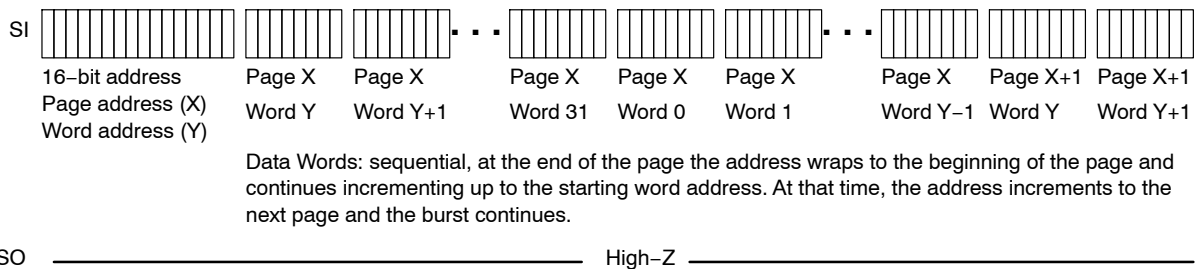 SI
16−bit address
Page address (X)
Word address (Y)
Page X
Word Y
Page X
Word Y+1
. . .
Page X
Word 31
Page X
Word 0
Page X
Word 1
. . .
Page X
Word Y−1
Page X+1
Word Y
Page X+1
Word Y+1
Data Words: sequential, at the end of the page the address wraps to the beginning of the page and
continues incrementing up to the starting word address. At that time, the address increments to the
next page and the burst continues.
SO
High−Z